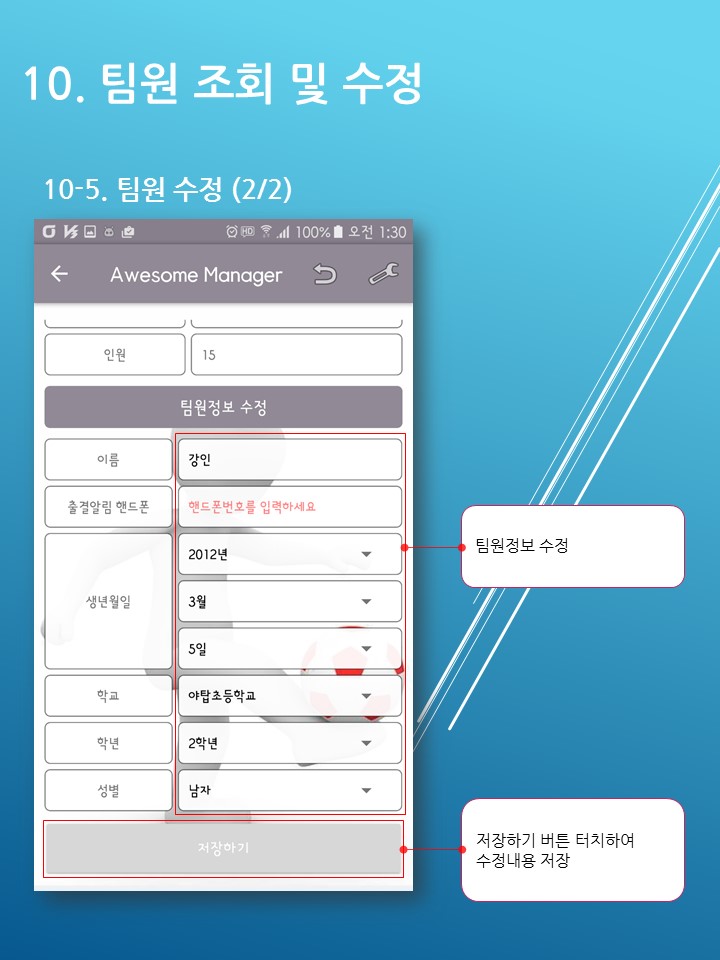 10. 팀원 조회 및 수정
10-5. 팀원 수정 (2/2)
HD 100% 오전 1:30
Awesome Manager
인원
15
팀원정보 수정
이름
강인
출결알림 핸드폰
핸드폰번호를 입력하세요
생년월일
2012년
3월
5일
학교
야탑초등학교
학년
2학년
성별
남자
저장하기
팀원정보 수정
저장하기 버튼 터치하여
수정내용 저장